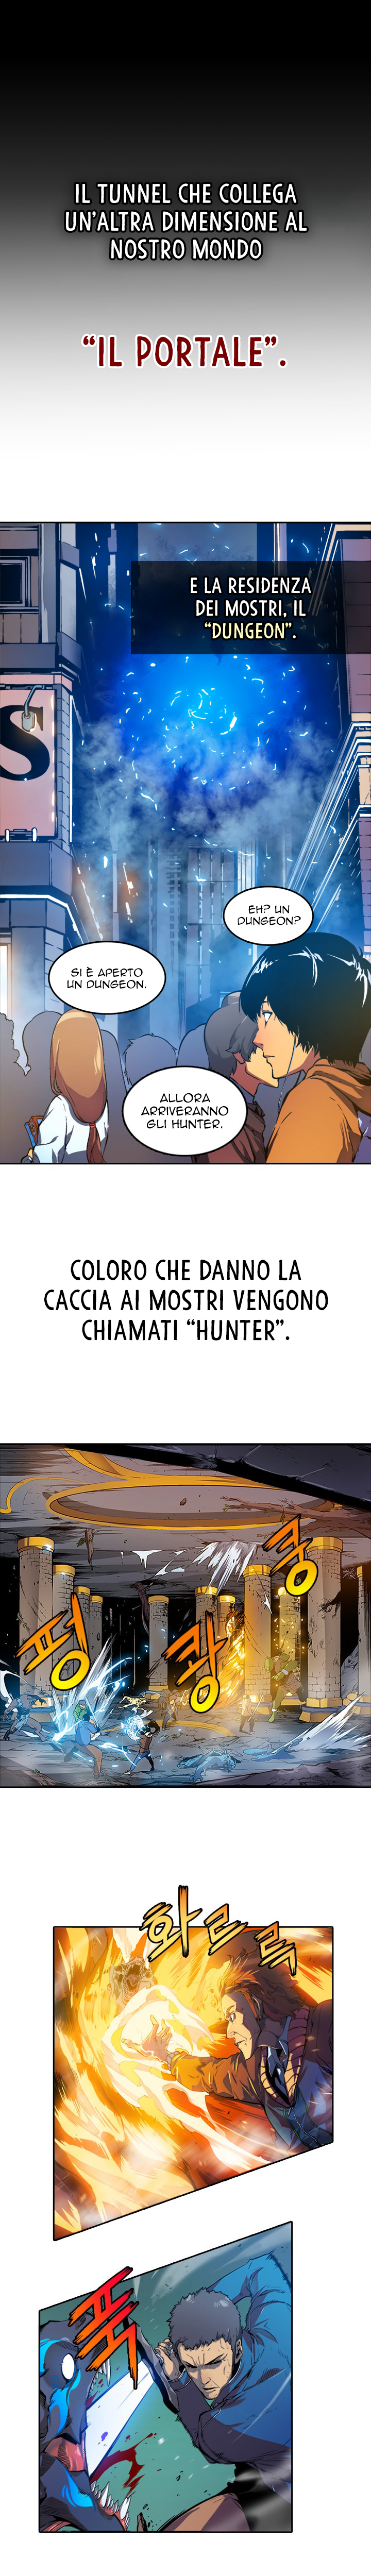 IL TUNNEL CHE COLLEGA
UN'ALTRA DIMENSIONE AL
NOSTRO MONDO
“IL PORTALE”.
E LA RESIDENZA
DEI MOSTRI, IL
“DUNGEON”.
S
EH? UN
DUNGEON?
SI È APERTO
UN DUNGEON.
ALLORA
ARRIVERANNO
GLI HUNTER.
COLORO CHE DANNO LA
CACCIA AI MOSTRI VENGONO
CHIAMATI “HUNTER”.
쿵
펑
쾅
화르륵
푹